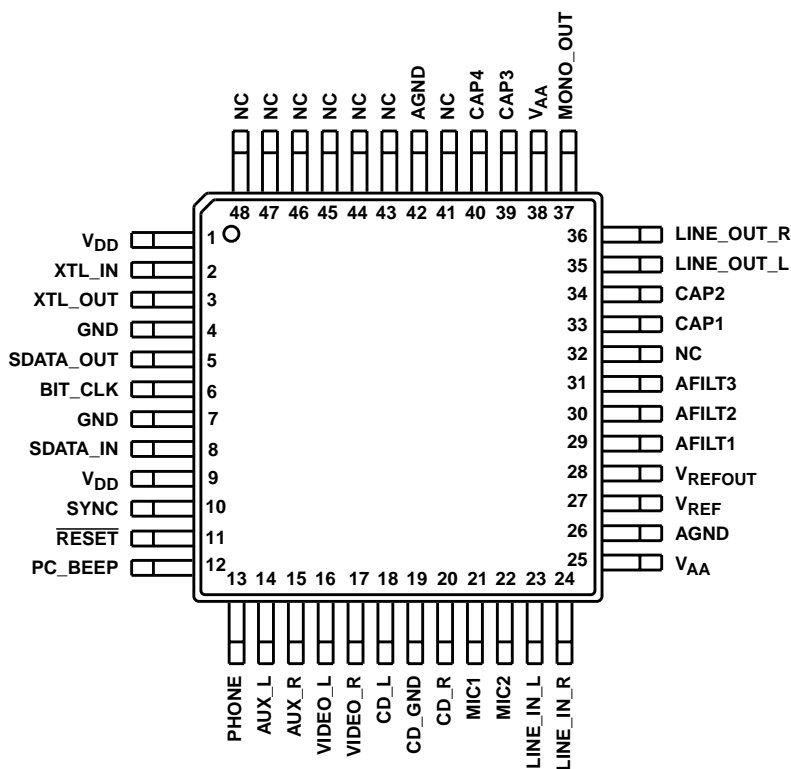 NC NC NC NC NC NC AGND NC CAP4 CAP3 VAA MONO_OUT
48 47 46 45 44 43 42 41 40 39 38 37
VDD 1
XTL_IN 2
XTL_OUT 3
GND 4
SDATA_OUT 5
BIT_CLK 6
GND 7
SDATA_IN 8
VDD 9
SYNC 10
RESET 11
PC_BEEP 12
36 LINE_OUT_R
35 LINE_OUT_L
34 CAP2
33 CAP1
32 NC
31 AFILT3
30 AFILT2
29 AFILT1
28 VREFOUT
27 VREF
26 AGND
25 VAA
13 14 15 16 17 18 19 20 21 22 23 24
PHONE AUX_L AUX_R VIDEO_L VIDEO_R CD_L CD_GND CD_R MIC1 MIC2 LINE_IN_L LINE_IN_R